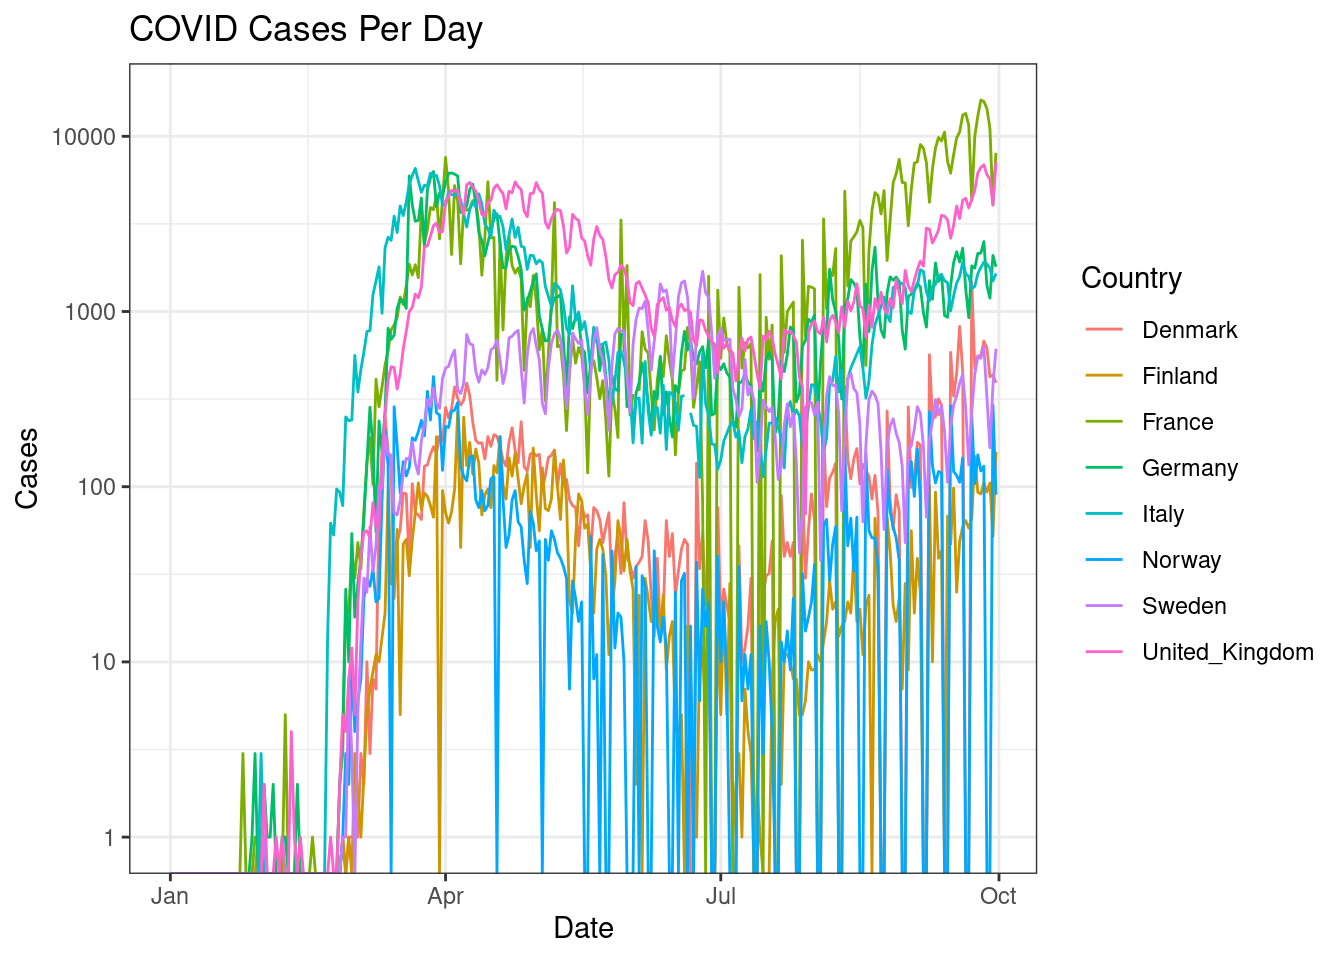 COVID Cases Per Day
10000
1000
100
10
1
Cases
Jan
Apr
Jul
Oct
Date
Country
Denmark
Finland
France
Germany
Italy
Norway
Sweden
United_Kingdom